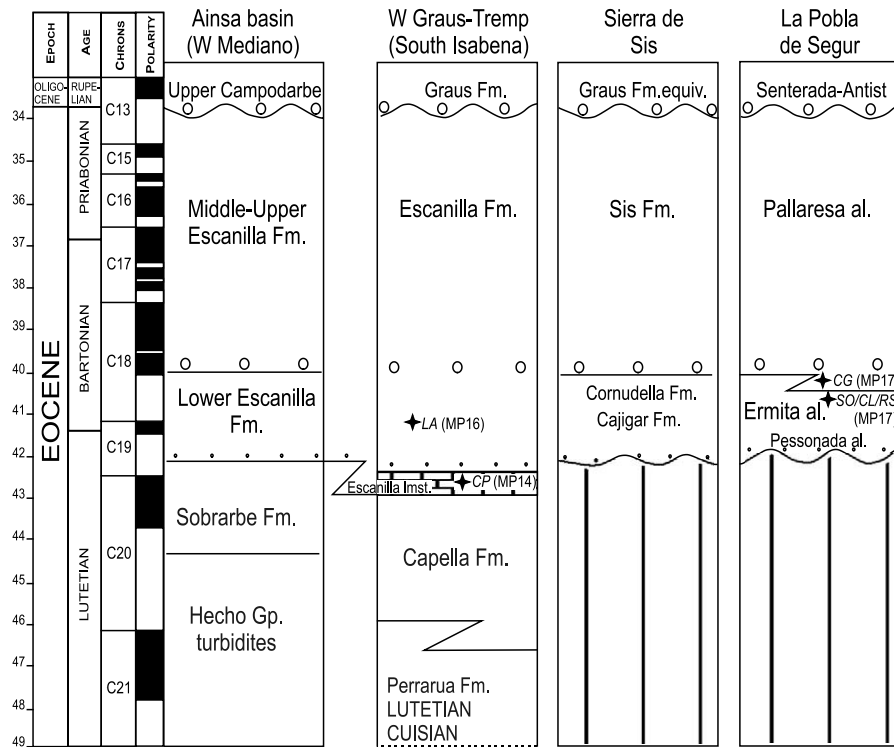 Ainsa basin
(W Mediano)
W Graus-Tremp
(South Isabena)
Sierra de
Sis
La Pobla
de Segur
EPOCH
AGE
CHRONS
POLARITY
OLIGO-
CENE
RUPE-
LIAN
EOCENE
PRIABONIAN
BARTONIAN
LUTETIAN
C13
C15
C16
C17
C18
C19
C20
C21
34
35
36
37
38
39
40
41
42
43
44
45
46
47
48
49
Upper Campodarbe
Middle-Upper
Escanilla Fm.
Lower Escanilla
Fm.
Sobrarbe Fm.
Hecho Gp.
turbidites
Graus Fm.
Escanilla Fm.
LA (MP16)
Escanilla lmst.
CP (MP14)
Capella Fm.
Perrarua Fm.
LUTETIAN
CUISIAN
Graus Fm.equiv.
Sis Fm.
Cornudella Fm.
Cajigar Fm.
Senterada-Antist
Pallaresa al.
CG (MP17
SO/CL/RS
(MP17)
Ermita al.
Pessonada al.